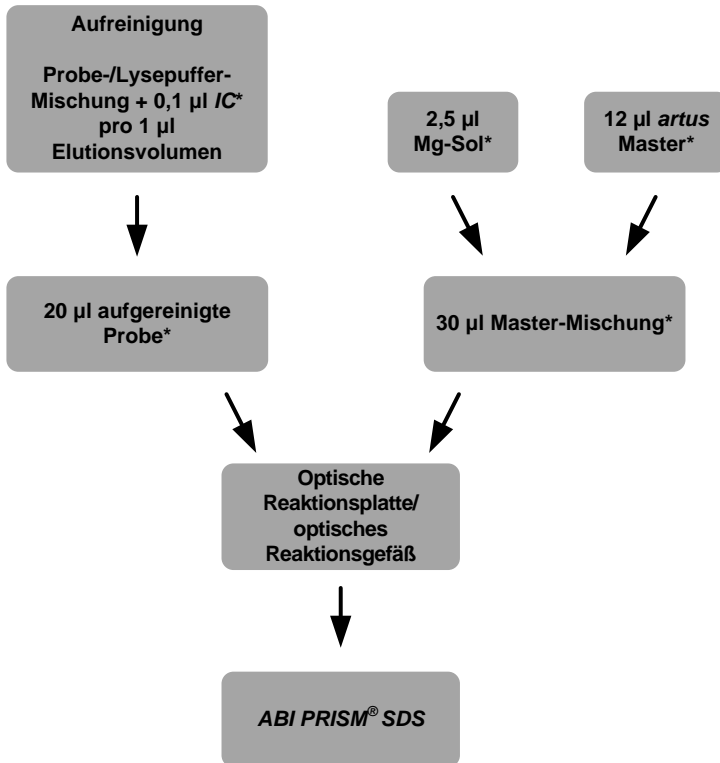 Aufreinigung
Probe-/Lysepuffer-
Mischung + 0,1 µl IC*
pro 1 µl
Elutionsvolumen
2,5 µl
Mg-Sol*
12 µl artus
Master*
20 µl aufgereinigte
Probe*
30 µl Master-Mischung*
Optische
Reaktionsplatte/
optisches
Reaktionsgefäß
ABI PRISM® SDS